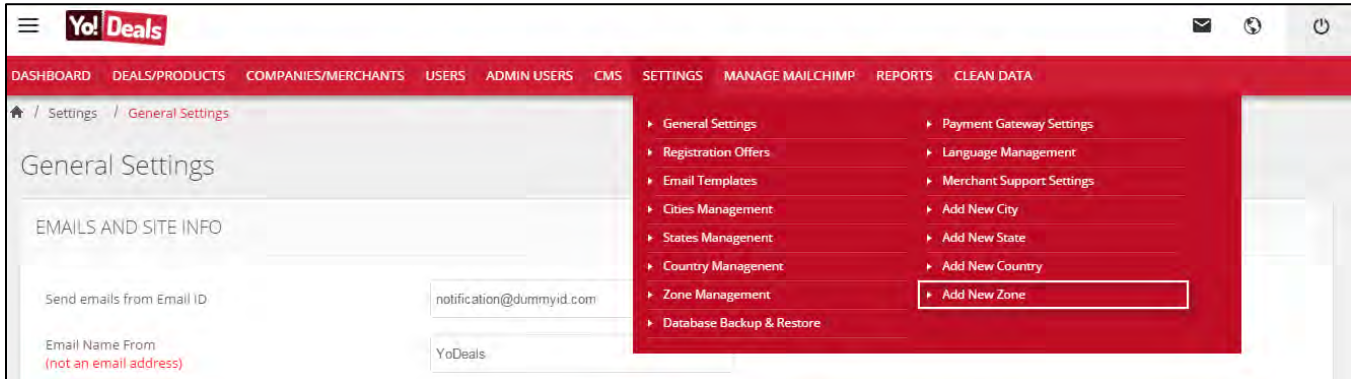 Yo! Deals
DASHBOARD DEALS/PRODUCTS COMPANIES/MERCHANTS USERS ADMIN USERS CMS SETTINGS MANAGE MAILCHIMP REPORTS CLEAN DATA
/ Settings / General Settings
General Settings
EMAILS AND SITE INFO
Send emails from Email ID
notification@dummyid.com
Email Name From
(not an email address)
YoDeals
General Settings
Registration Offers
Email Templates
Cities Management
States Management
Country Management
Zone Management
Database Backup & Restore
Payment Gateway Settings
Language Management
Merchant Support Settings
Add New City
Add New State
Add New Country
Add New Zone